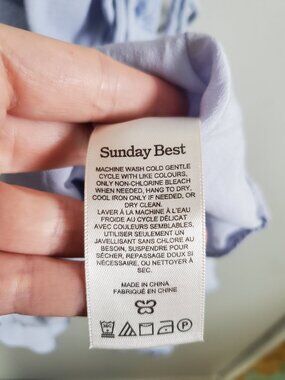 Sunday Best
MACHINE WASH COLD GENTLE
CYCLE WITH LIKE COLOURS,
ONLY NON-CHLORINE BLEACH
WHEN NEEDED, HANG TO DRY,
COOL IRON ONLY IF NEEDED, OR
DRY CLEAN.
LAVER À LA MACHINE À L'EAU
FROIDE AU CYCLE DÉLICAT
AVEC COULEURS SEMBLABLES,
UTILISER SEULEMENT UN
JAVELLISANT SANS CHLORE AU
BESOIN, SUSPENDRE POUR
SÉCHER, REPASSAGE DOUX SI
NÉCESSAIRE, OU NETTOYER À
SEC.
MADE IN CHINA
FABRIQUÉ EN CHINE
P